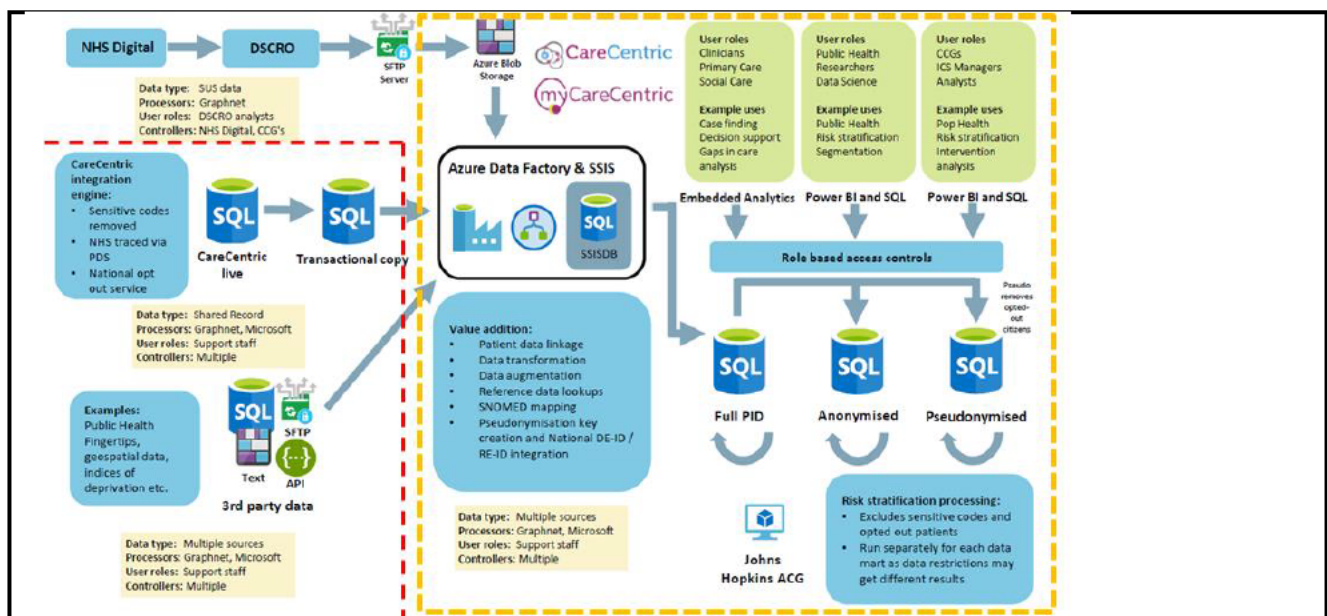 NHS Digital
DSCRO
SFTP
Server
Azure Blob
Storage
CareCentric
myCareCentric
Data type: SUS data
Processors: Graphnet
User roles: DSCRO analysts
Controllers: NHS Digital, CCG's
User roles
Clinicians
Primary Care
Social Care
Example uses
Case finding
Decision support
Gaps in care
analysis
User roles
Public Health
Researchers
Data Science
Example uses
Public Health
Risk stratification
Segmentation
User roles
CCGs
ICS Managers
Analysts
Example uses
Pop Health
Risk stratification
Intervention
analysis
CareCentric
integration
engine:
• Sensitive codes
removed
• NHS traced via
PDS
• National opt
out service
SQL
CareCentric
live
SQL
Transactional copy
Azure Data Factory & SSIS
SQL
SSISDB
Embedded Analytics
Power BI and SQL
Power BI and SQL
Role based access controls
Pseudo
removes
opted-
out
citizens
Data type: Shared Record
Processors: Graphnet, Microsoft
User roles: Support staff
Controllers: Multiple
Value addition:
• Patient data linkage
• Data transformation
• Data augmentation
• Reference data lookups
• SNOMED mapping
• Pseudonymisation key
creation and National DE-ID /
RE-ID integration
SQL
Full PID
SQL
Anonymised
SQL
Pseudonymised
Examples:
Public Health
Fingertips,
geospatial data,
indices of
deprivation etc.
SQL
SFTP
Text
API
3rd party data
Data type: Multiple sources
Processors: Graphnet, Microsoft
User roles: Support staff
Controllers: Multiple
Data type: Multiple sources
Processors: Graphnet, Microsoft
User roles: Support staff
Controllers: Multiple
Johns
Hopkins ACG
Risk stratification processing:
• Excludes sensitive codes and
opted out patients
• Run separately for each data
mart as data restrictions may
get different results